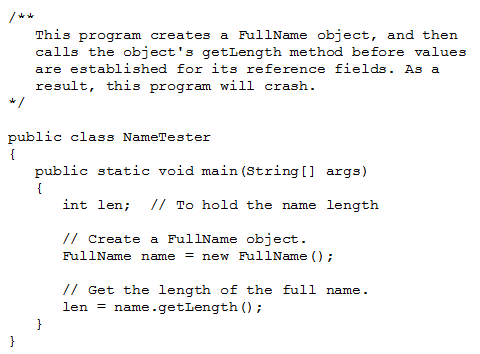 /**
   This program creates a FullName object, and then
   calls the object's getLength method before values
   are established for its reference fields. As a
   result, this program will crash.
*/
public class NameTester
{
   public static void main(String[] args)
   {
      int len;  // To hold the name length
      // Create a FullName object.
      FullName name = new FullName();
      // Get the length of the full name.
      len = name.getLength();
   }
}